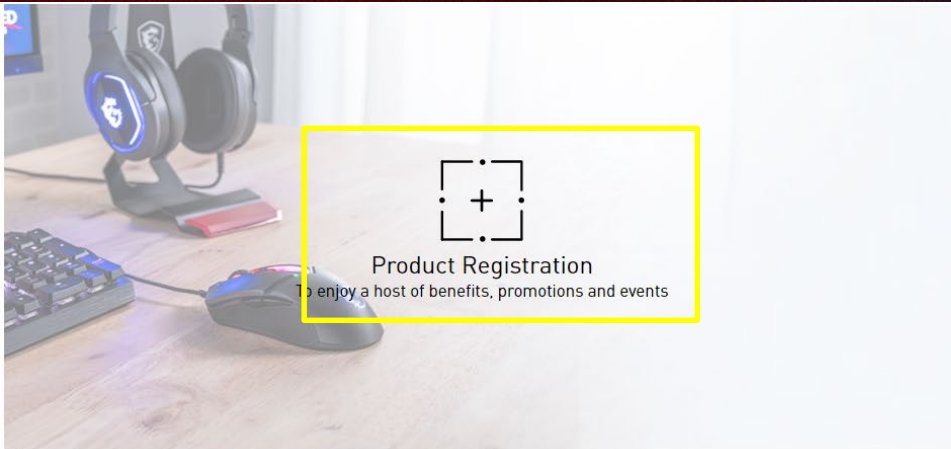 Product Registration
To enjoy a host of benefits, promotions and events